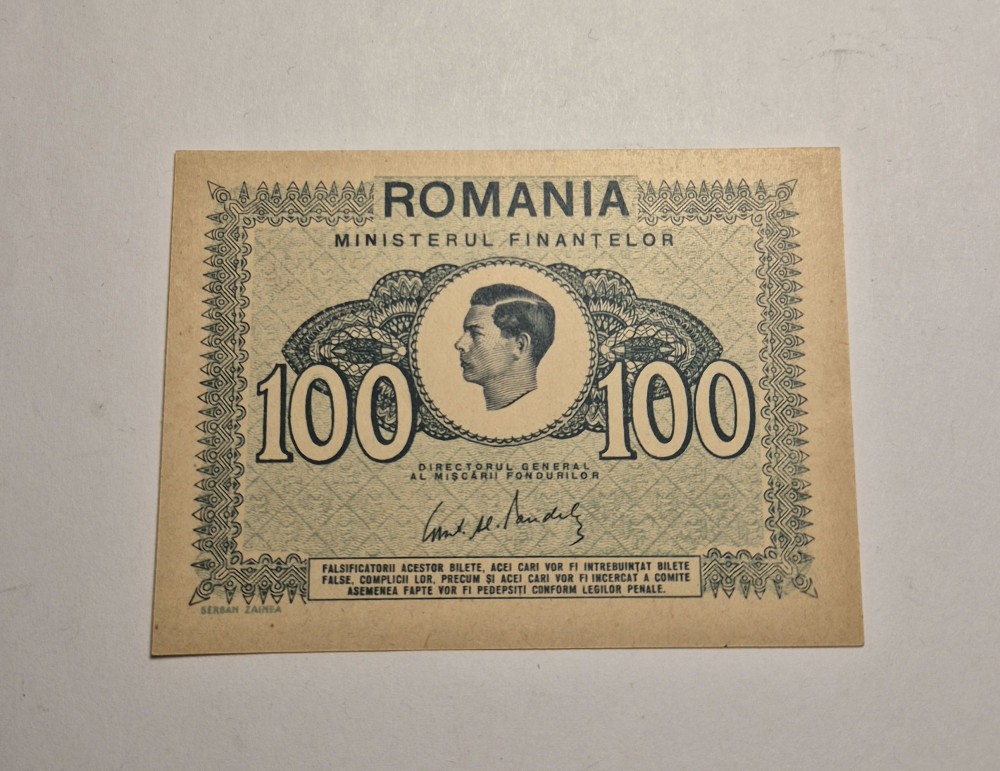 ROMANIA
MINISTERUL FINANȚELOR
100 100
DIRECTORUL GENERAL
AL MIȘCĂRII FONDURILOR
FALSIFICATORII ACESTOR BILETE, ACEI CARI VOR FI INTREBUINȚAT BILETE
FALSE, COMPLICII LOR, PRECUM ȘI ACEI CARI VOR FI INCERCAT A COMITE
ASEMENEA FAPTE VOR FI PEDEPSIȚI CONFORM LEGILOR PENALE.
SERBAN ZAINEA